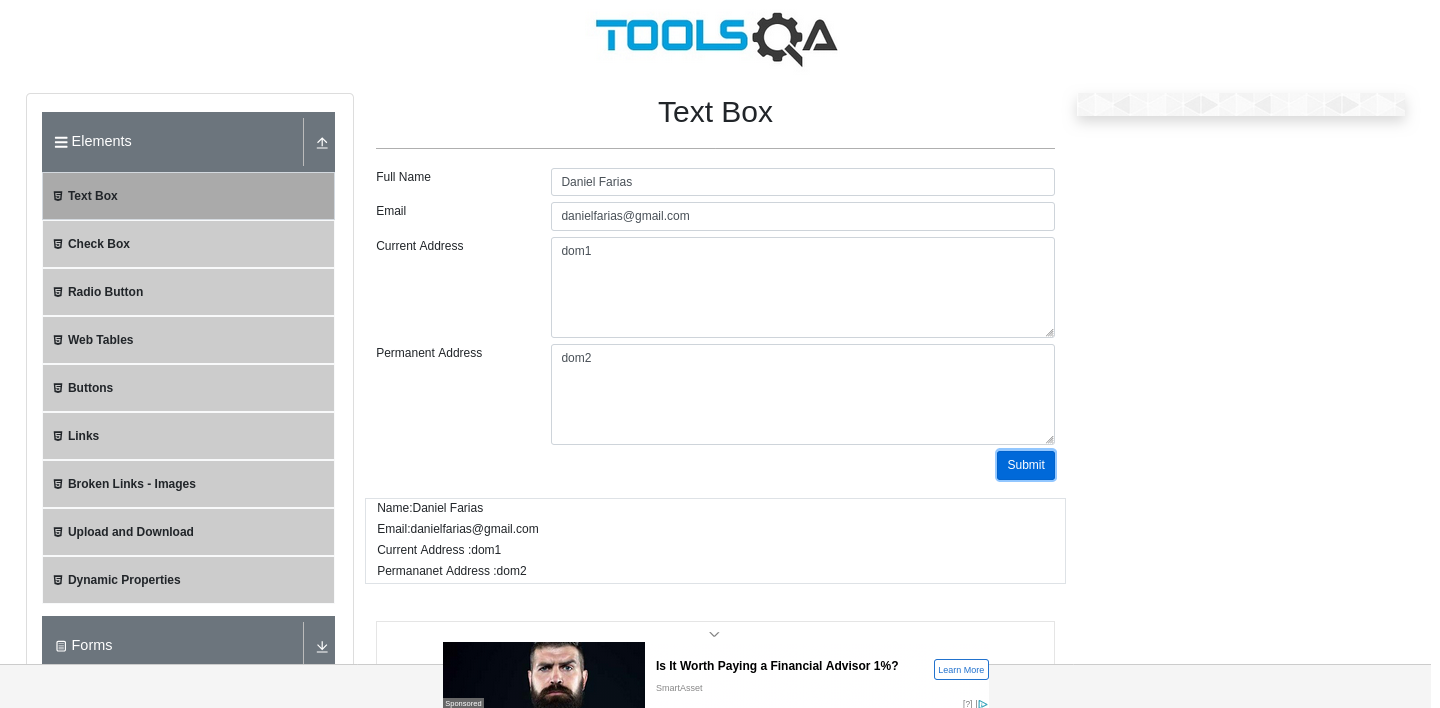 TOOLSQA
Elements
Text Box
Check Box
Radio Button
Web Tables
Buttons
Links
Broken Links - Images
Upload and Download
Dynamic Properties
Forms
Text Box
Full Name
Daniel Farias
Email
danielfarias@gmail.com
Current Address
dom1
Permanent Address
dom2
Submit
Name:Daniel Farias
Email:danielfarias@gmail.com
Current Address :dom1
Permananet Address :dom2
Is It Worth Paying a Financial Advisor 1%?
SmartAsset
Learn More
Sponsored
[?]